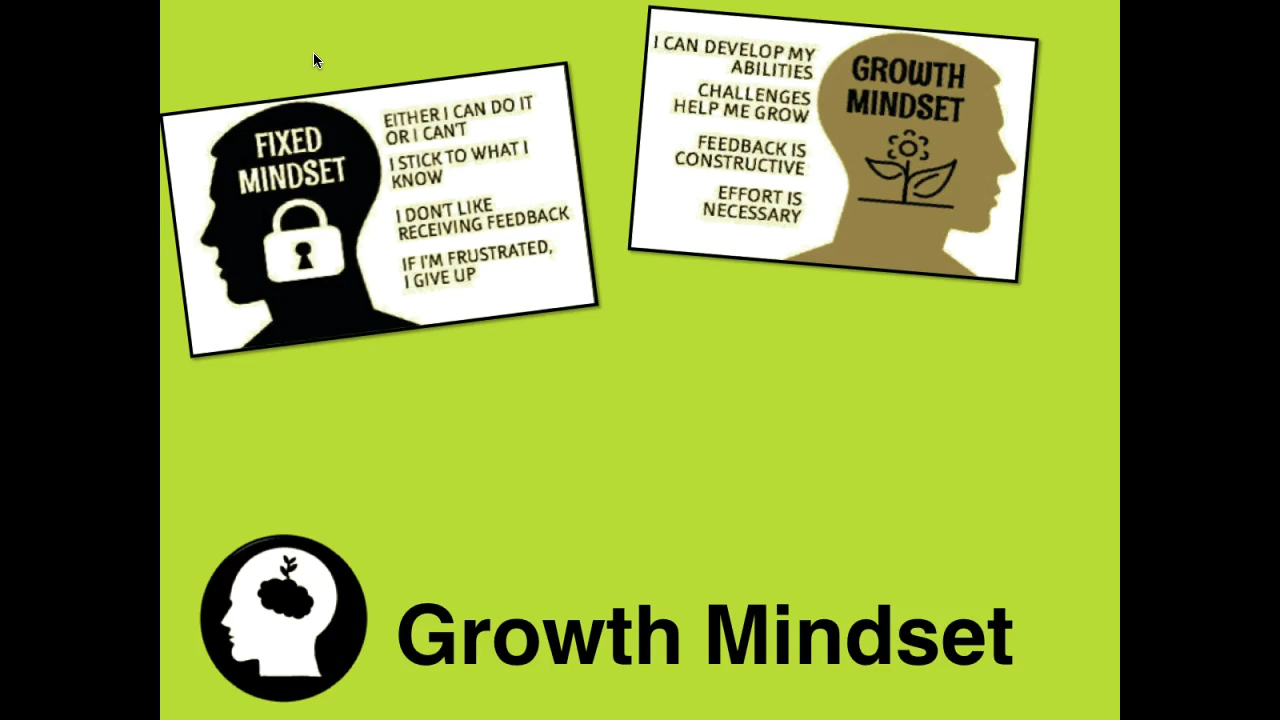 FIXED
MINDSET
EITHER I CAN DO IT
OR I CAN'T
I STICK TO WHAT I
KNOW
I DON'T LIKE
RECEIVING FEEDBACK
IF I'M FRUSTRATED,
I GIVE UP
I CAN DEVELOP MY
ABILITIES
CHALLENGES
HELP ME GROW
FEEDBACK IS
CONSTRUCTIVE
EFFORT IS
NECESSARY
GROWTH
MINDSET
Growth Mindset